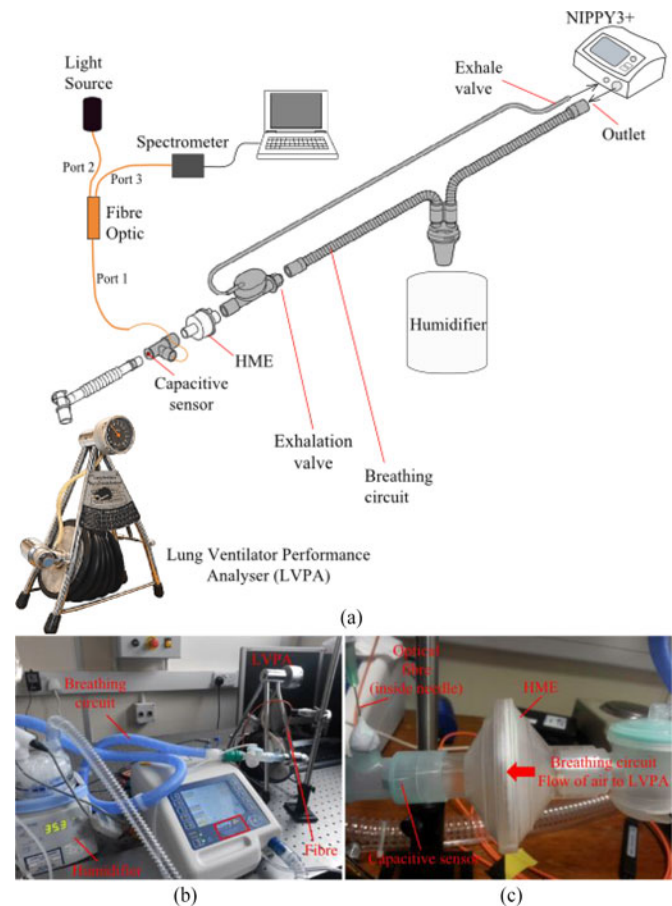 NIPPY3+
Light
Source
Exhale
valve
Spectrometer
Outlet
Port 2
Port 3
Fibre
Optic
Port 1
Humidifier
HME
Capacitive
sensor
Exhalation
valve
Breathing
circuit
Lung Ventilator Performance
Analyser (LVPA)
(a)
LVPA
Breathing
circuit
35.3
Fibre
Humidifier
(b)
Optical
fibre
(inside needle)
HME
Breathing circuit
Flow of air to LVPA
Capacitive sensor
(c)